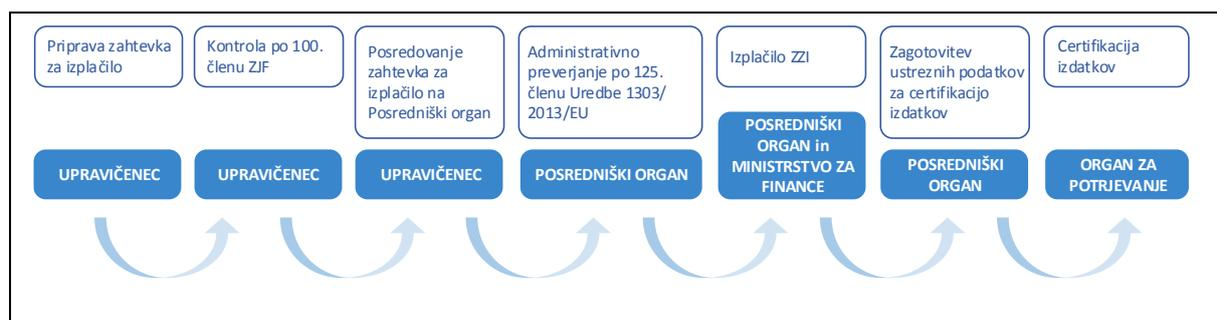 Priprava zahtevka
za izplačilo
UPRAVIČENEC
Kontrola po 100.
členu ZJF
UPRAVIČENEC
Posredovanje
zahtevka za
izplačilo na
Posredniški organ
UPRAVIČENEC
Administrativno
preverjanje po 125.
členu Uredbe 1303/
2013/EU
POSREDNIŠKI ORGAN
Izplačilo ZZI
POSREDNIŠKI
ORGAN in
MINISTRSTVO ZA
FINANCE
Zagotovitev
ustreznih podatkov
za certifikacijo
izdatkov
POSREDNIŠKI
ORGAN
Certifikacija
izdatkov
ORGAN ZA
POTRJEVANJE